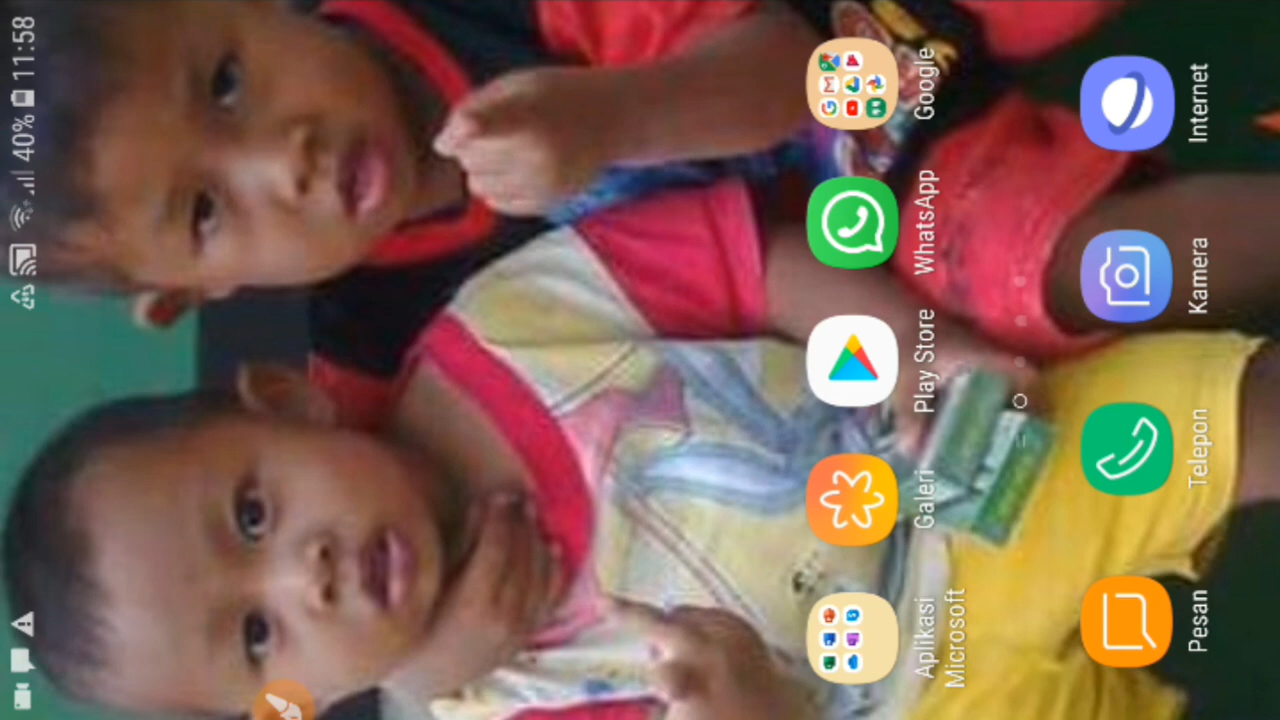 40% 11:58
Aplikasi
Microsoft
Galeri
Play Store
WhatsApp
Google
Pesan
Telepon
Kamera
Internet